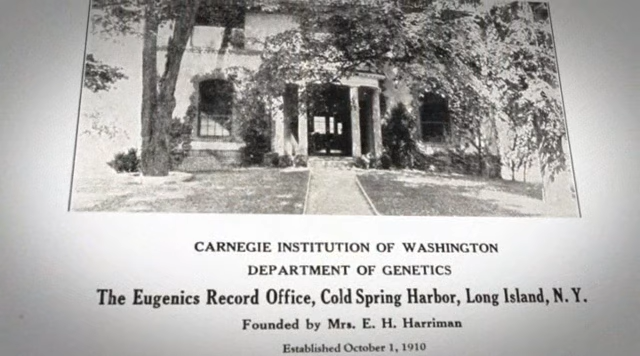 CARNEGIE INSTITUTION OF WASHINGTON
DEPARTMENT OF GENETICS
The Eugenics Record Office, Cold Spring Harbor, Long Island, N. Y.
Founded by Mrs. E. H. Harriman
Established October 1, 1910